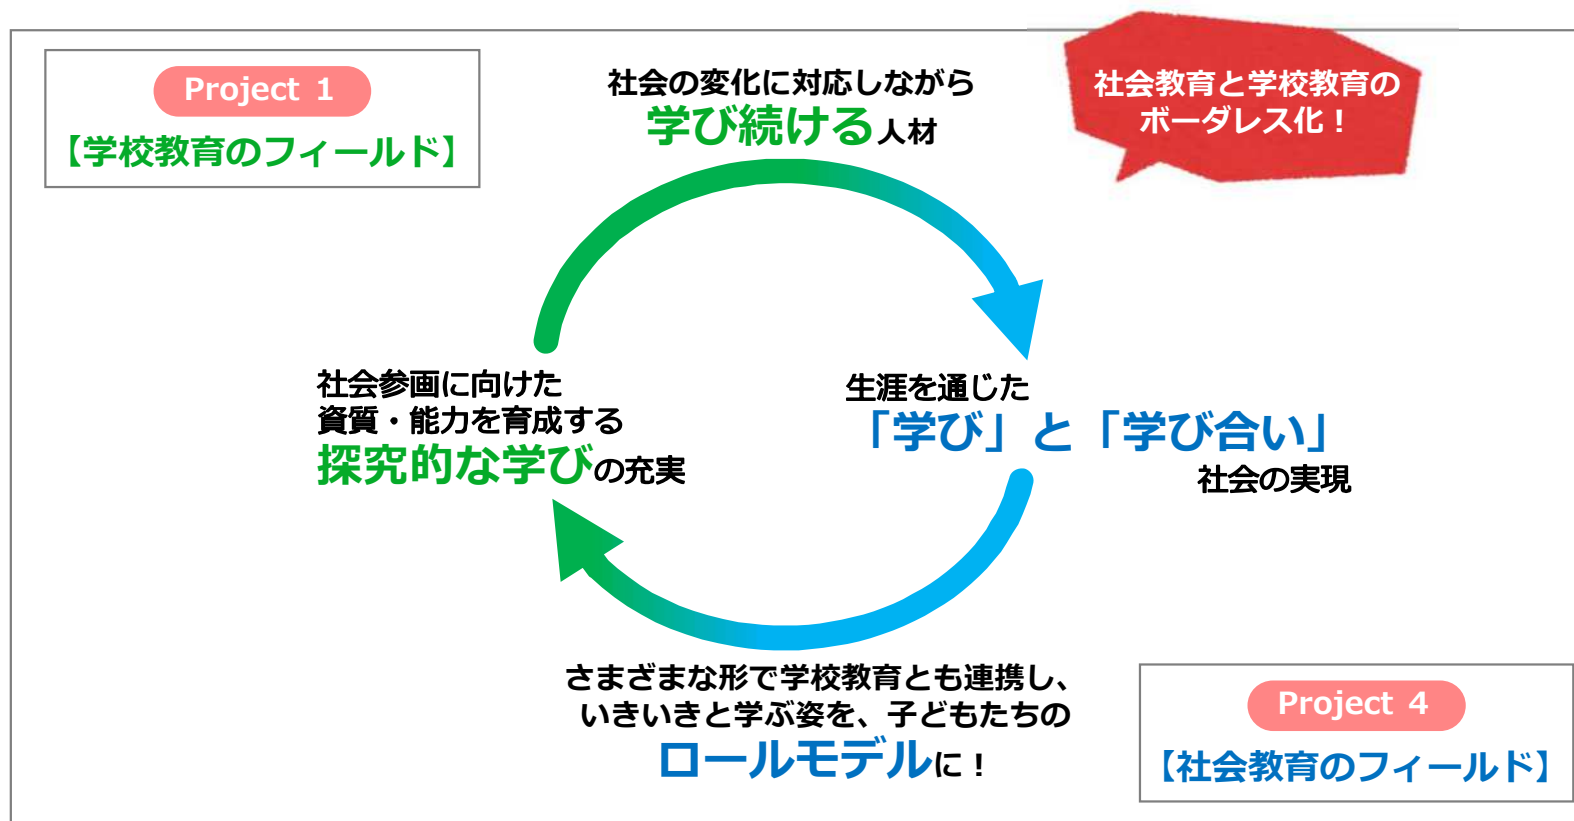 Project 1
【学校教育のフィールド】
社会の変化に対応しながら
学び続ける人材
社会教育と学校教育の
ボーダレス化！
社会参画に向けた
資質・能力を育成する
探究的な学びの充実
生涯を通じた
「学び」と「学び合い」
社会の実現
さまざまな形で学校教育とも連携し、
いきいきと学ぶ姿を、子どもたちの
ロールモデルに！
Project 4
【社会教育のフィールド】